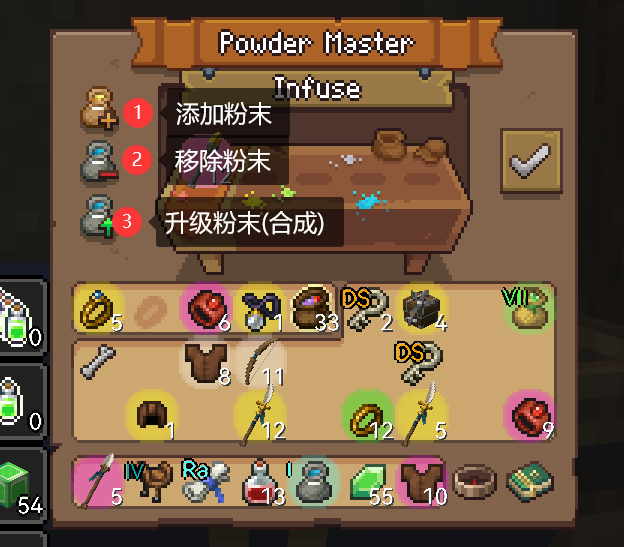 Powder Master
Infuse
1 添加粉末
2 移除粉末
3 升级粉末(合成)
0
5 6 1 33 DS 2 4 VII
8 11 DS
0
1 12 12 5 9
54
5 IV Ra 13 I 55 10